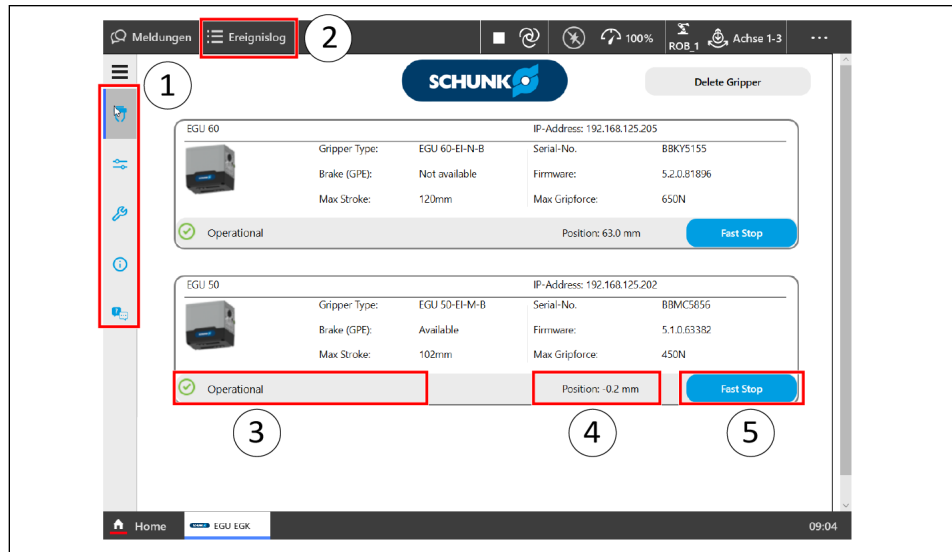 Meldungen
Ereignislog
2
100%
ROB_1
Achse 1-3
...
1
SCHUNK
Delete Gripper
EGU 60 IP-Address: 192.168.125.205
Gripper Type: EGU 60-EI-N-B Serial-No. BBKY5155
Brake (GPE): Not available Firmware: 5.2.0.81896
Max Stroke: 120mm Max Gripforce: 650N
Operational Position: 63.0 mm Fast Stop
EGU 50 IP-Address: 192.168.125.202
Gripper Type: EGU 50-EI-M-B Serial-No. BBMC5856
Brake (GPE): Available Firmware: 5.1.0.63382
Max Stroke: 102mm Max Gripforce: 450N
Operational Position: -0.2 mm Fast Stop
3 4 5
Home EGU EGK 09:04